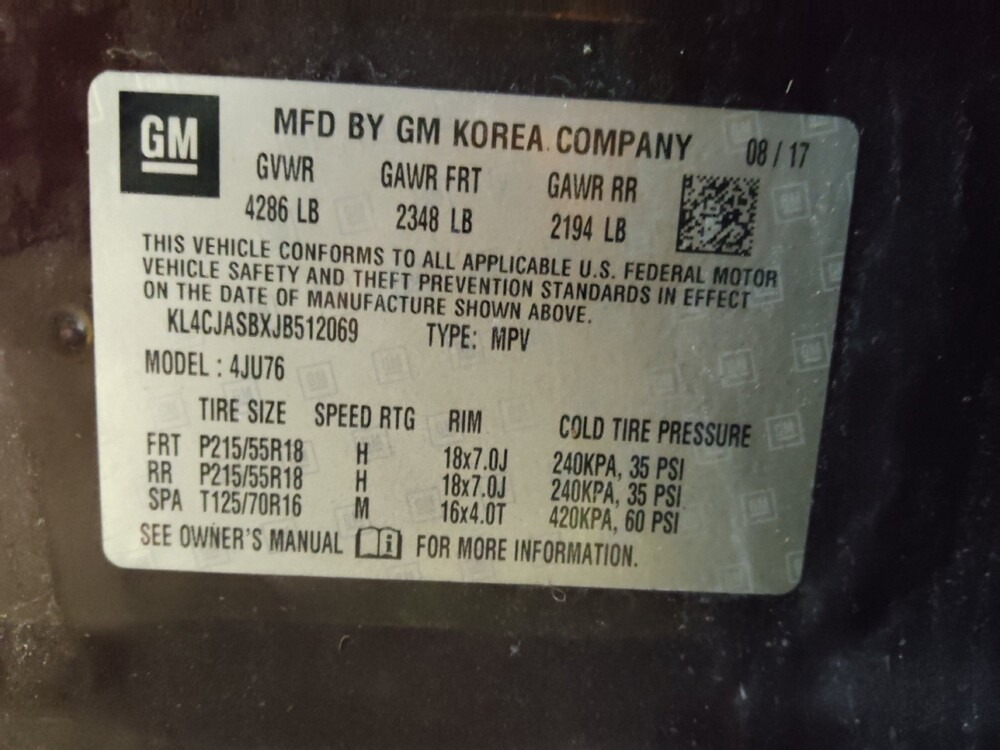 GM
MFD BY GM KOREA COMPANY 08 / 17
GVWR GAWR FRT GAWR RR
4286 LB 2348 LB 2194 LB
THIS VEHICLE CONFORMS TO ALL APPLICABLE U.S. FEDERAL MOTOR
VEHICLE SAFETY AND THEFT PREVENTION STANDARDS IN EFFECT
ON THE DATE OF MANUFACTURE SHOWN ABOVE.
KL4CJASBXJB512069 TYPE: MPV
MODEL : 4JU76
TIRE SIZE SPEED RTG RIM COLD TIRE PRESSURE
FRT P215/55R18 H 18x7.0J 240KPA, 35 PSI
RR P215/55R18 H 18x7.0J 240KPA, 35 PSI
SPA T125/70R16 M 16x4.0T 420KPA, 60 PSI
SEE OWNER'S MANUAL i FOR MORE INFORMATION.